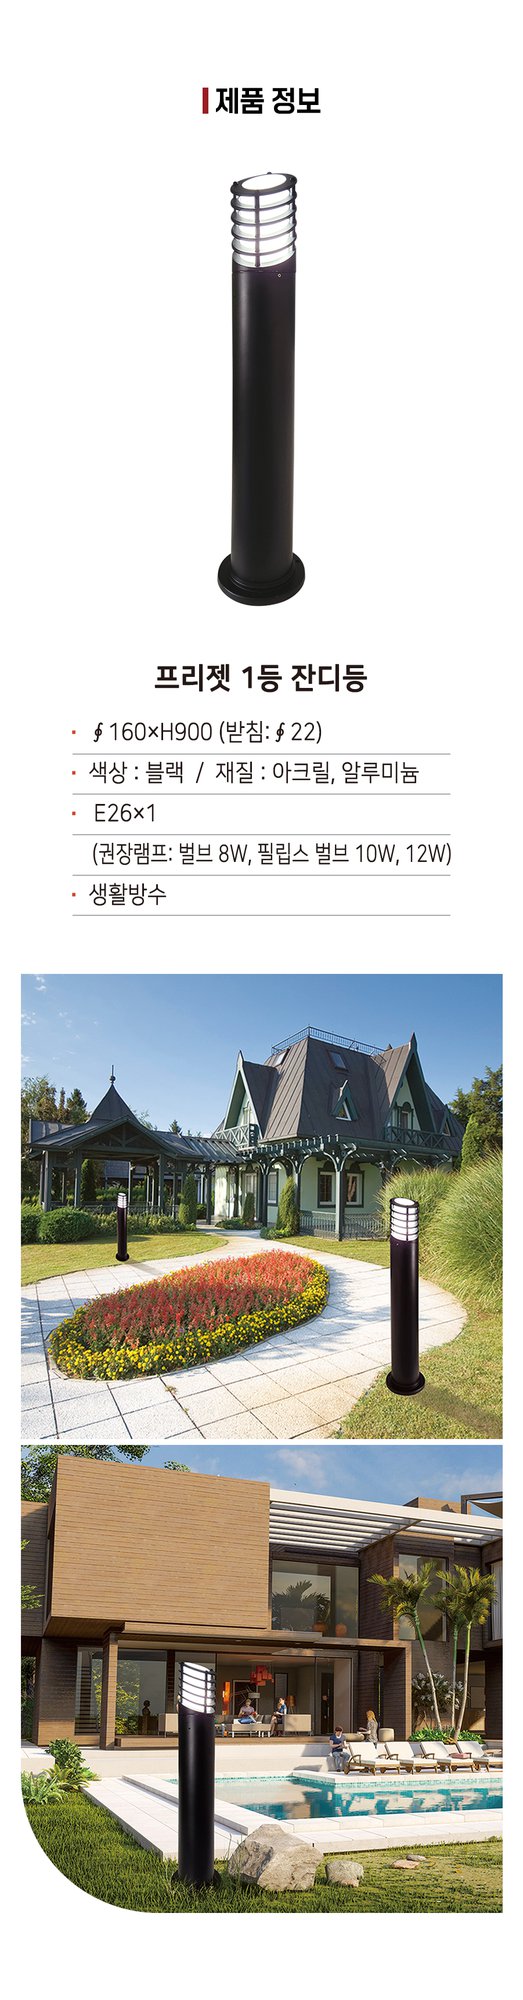 제품 정보
프리젯 1등 잔디등
· ∮160×H900 (받침:∮22)
· 색상 : 블랙 / 재질 : 아크릴, 알루미늄
· E26×1
(권장램프: 벌브 8W, 필립스 벌브 10W, 12W)
· 생활방수